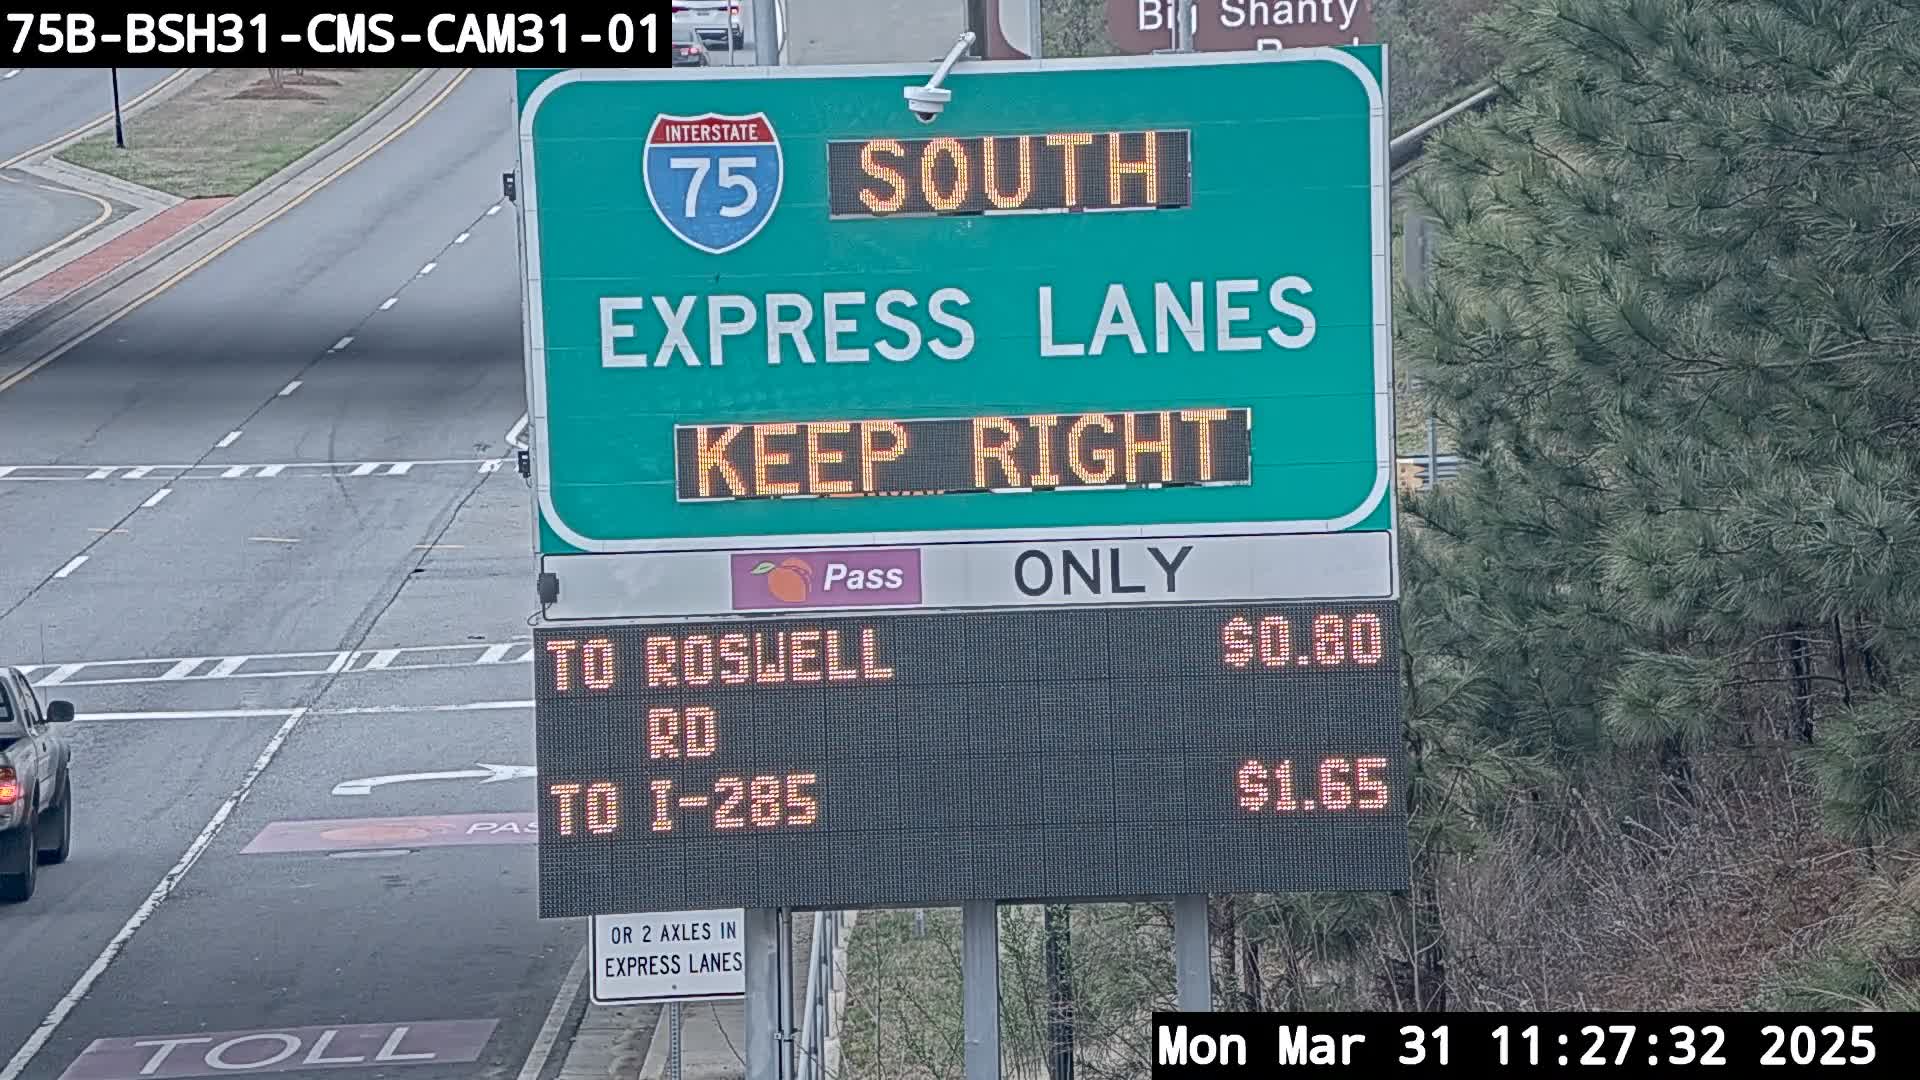 75B-BSH31-CMS-CAM31-01
Big Shanty
Road
INTERSTATE
75
SOUTH
EXPRESS LANES
KEEP RIGHT
Pass ONLY
TO ROSWELL $0.80
RD
TO I-285 $1.65
PAS
OR 2 AXLES IN
EXPRESS LANES
TOLL
Mon Mar 31 11:27:32 2025